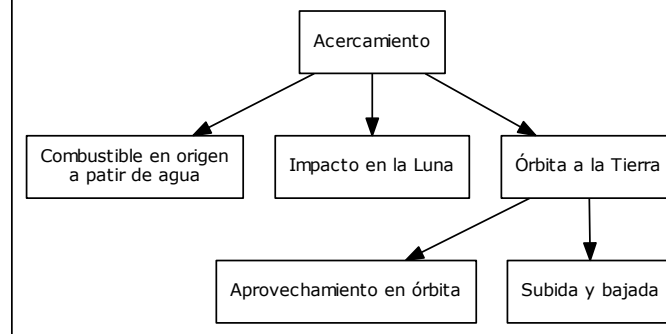 Acercamiento
Combustible en origen
a patir de agua
Impacto en la Luna
Órbita a la Tierra
Aprovechamiento en órbita
Subida y bajada